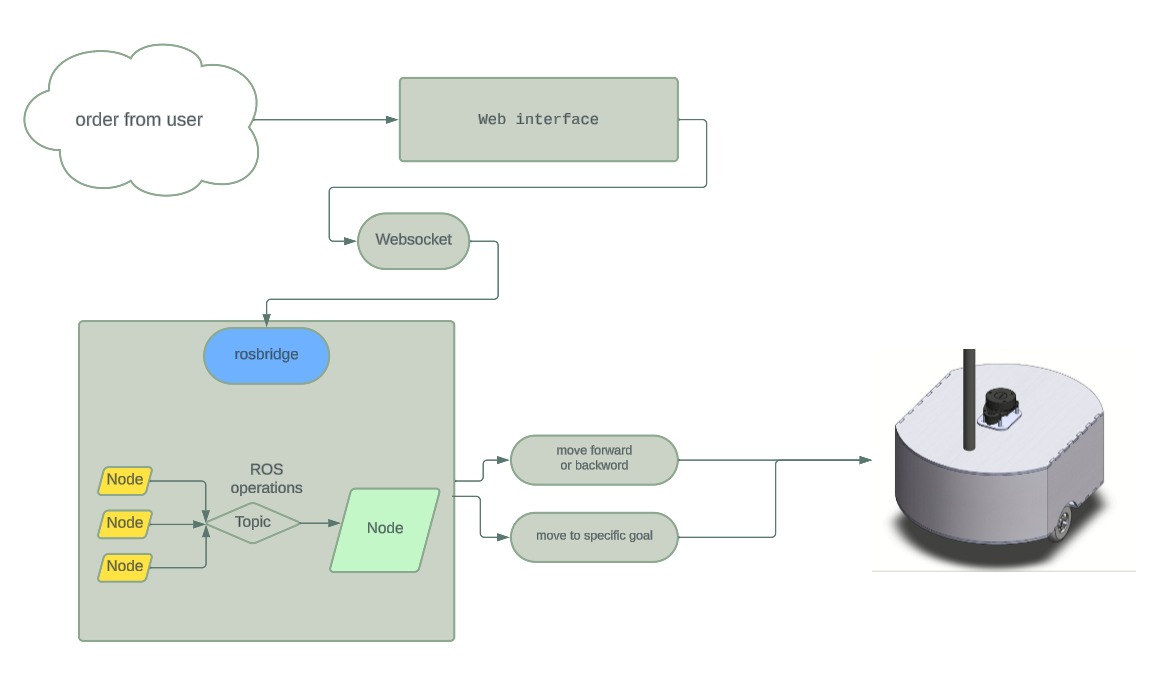 order from user
Web interface
Websocket
rosbridge
ROS
operations
Node
Node
Node
Topic
Node
move forward
or backword
move to specific goal